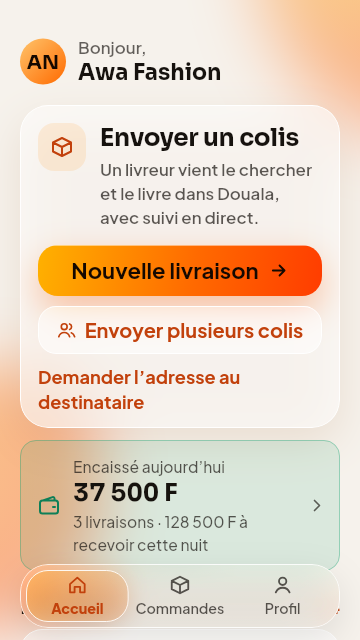 Bonjour,
AN
Awa Fashion
Envoyer un colis
Un livreur vient le chercher
et le livre dans Douala,
avec suivi en direct.
Nouvelle livraison →
Envoyer plusieurs colis
Demander l’adresse au
destinataire
Encaissé aujourd’hui
37 500 F
3 livraisons · 128 500 F à
recevoir cette nuit
Accueil Commandes Profil